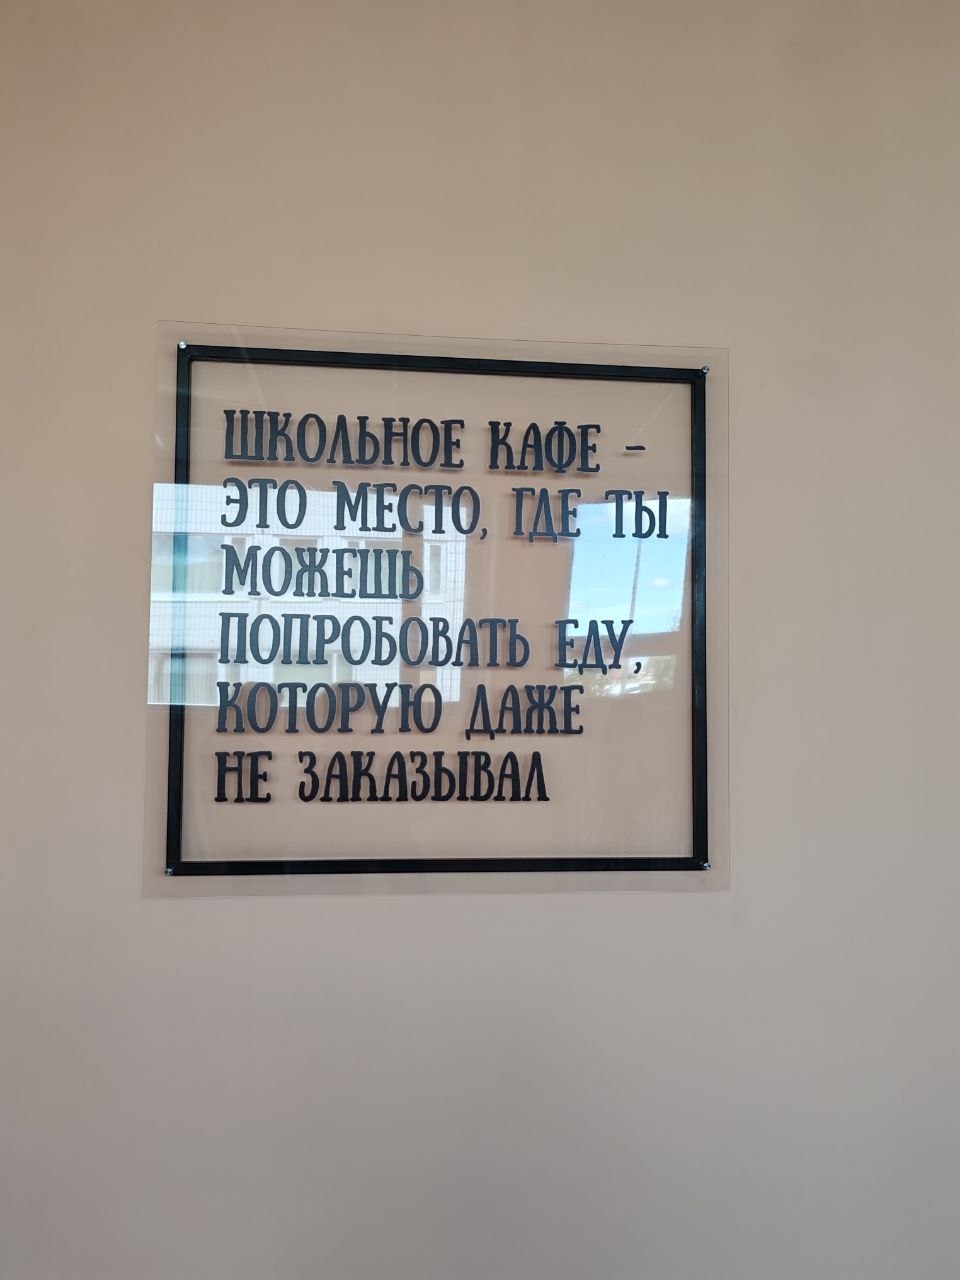 ШКОЛЬНОЕ КАФЕ -
ЭТО МЕСТО, ГДЕ ТЫ
МОЖЕШЬ
ПОПРОБОВАТЬ ЕДУ,
КОТОРУЮ ДАЖЕ
НЕ ЗАКАЗЫВАЛ